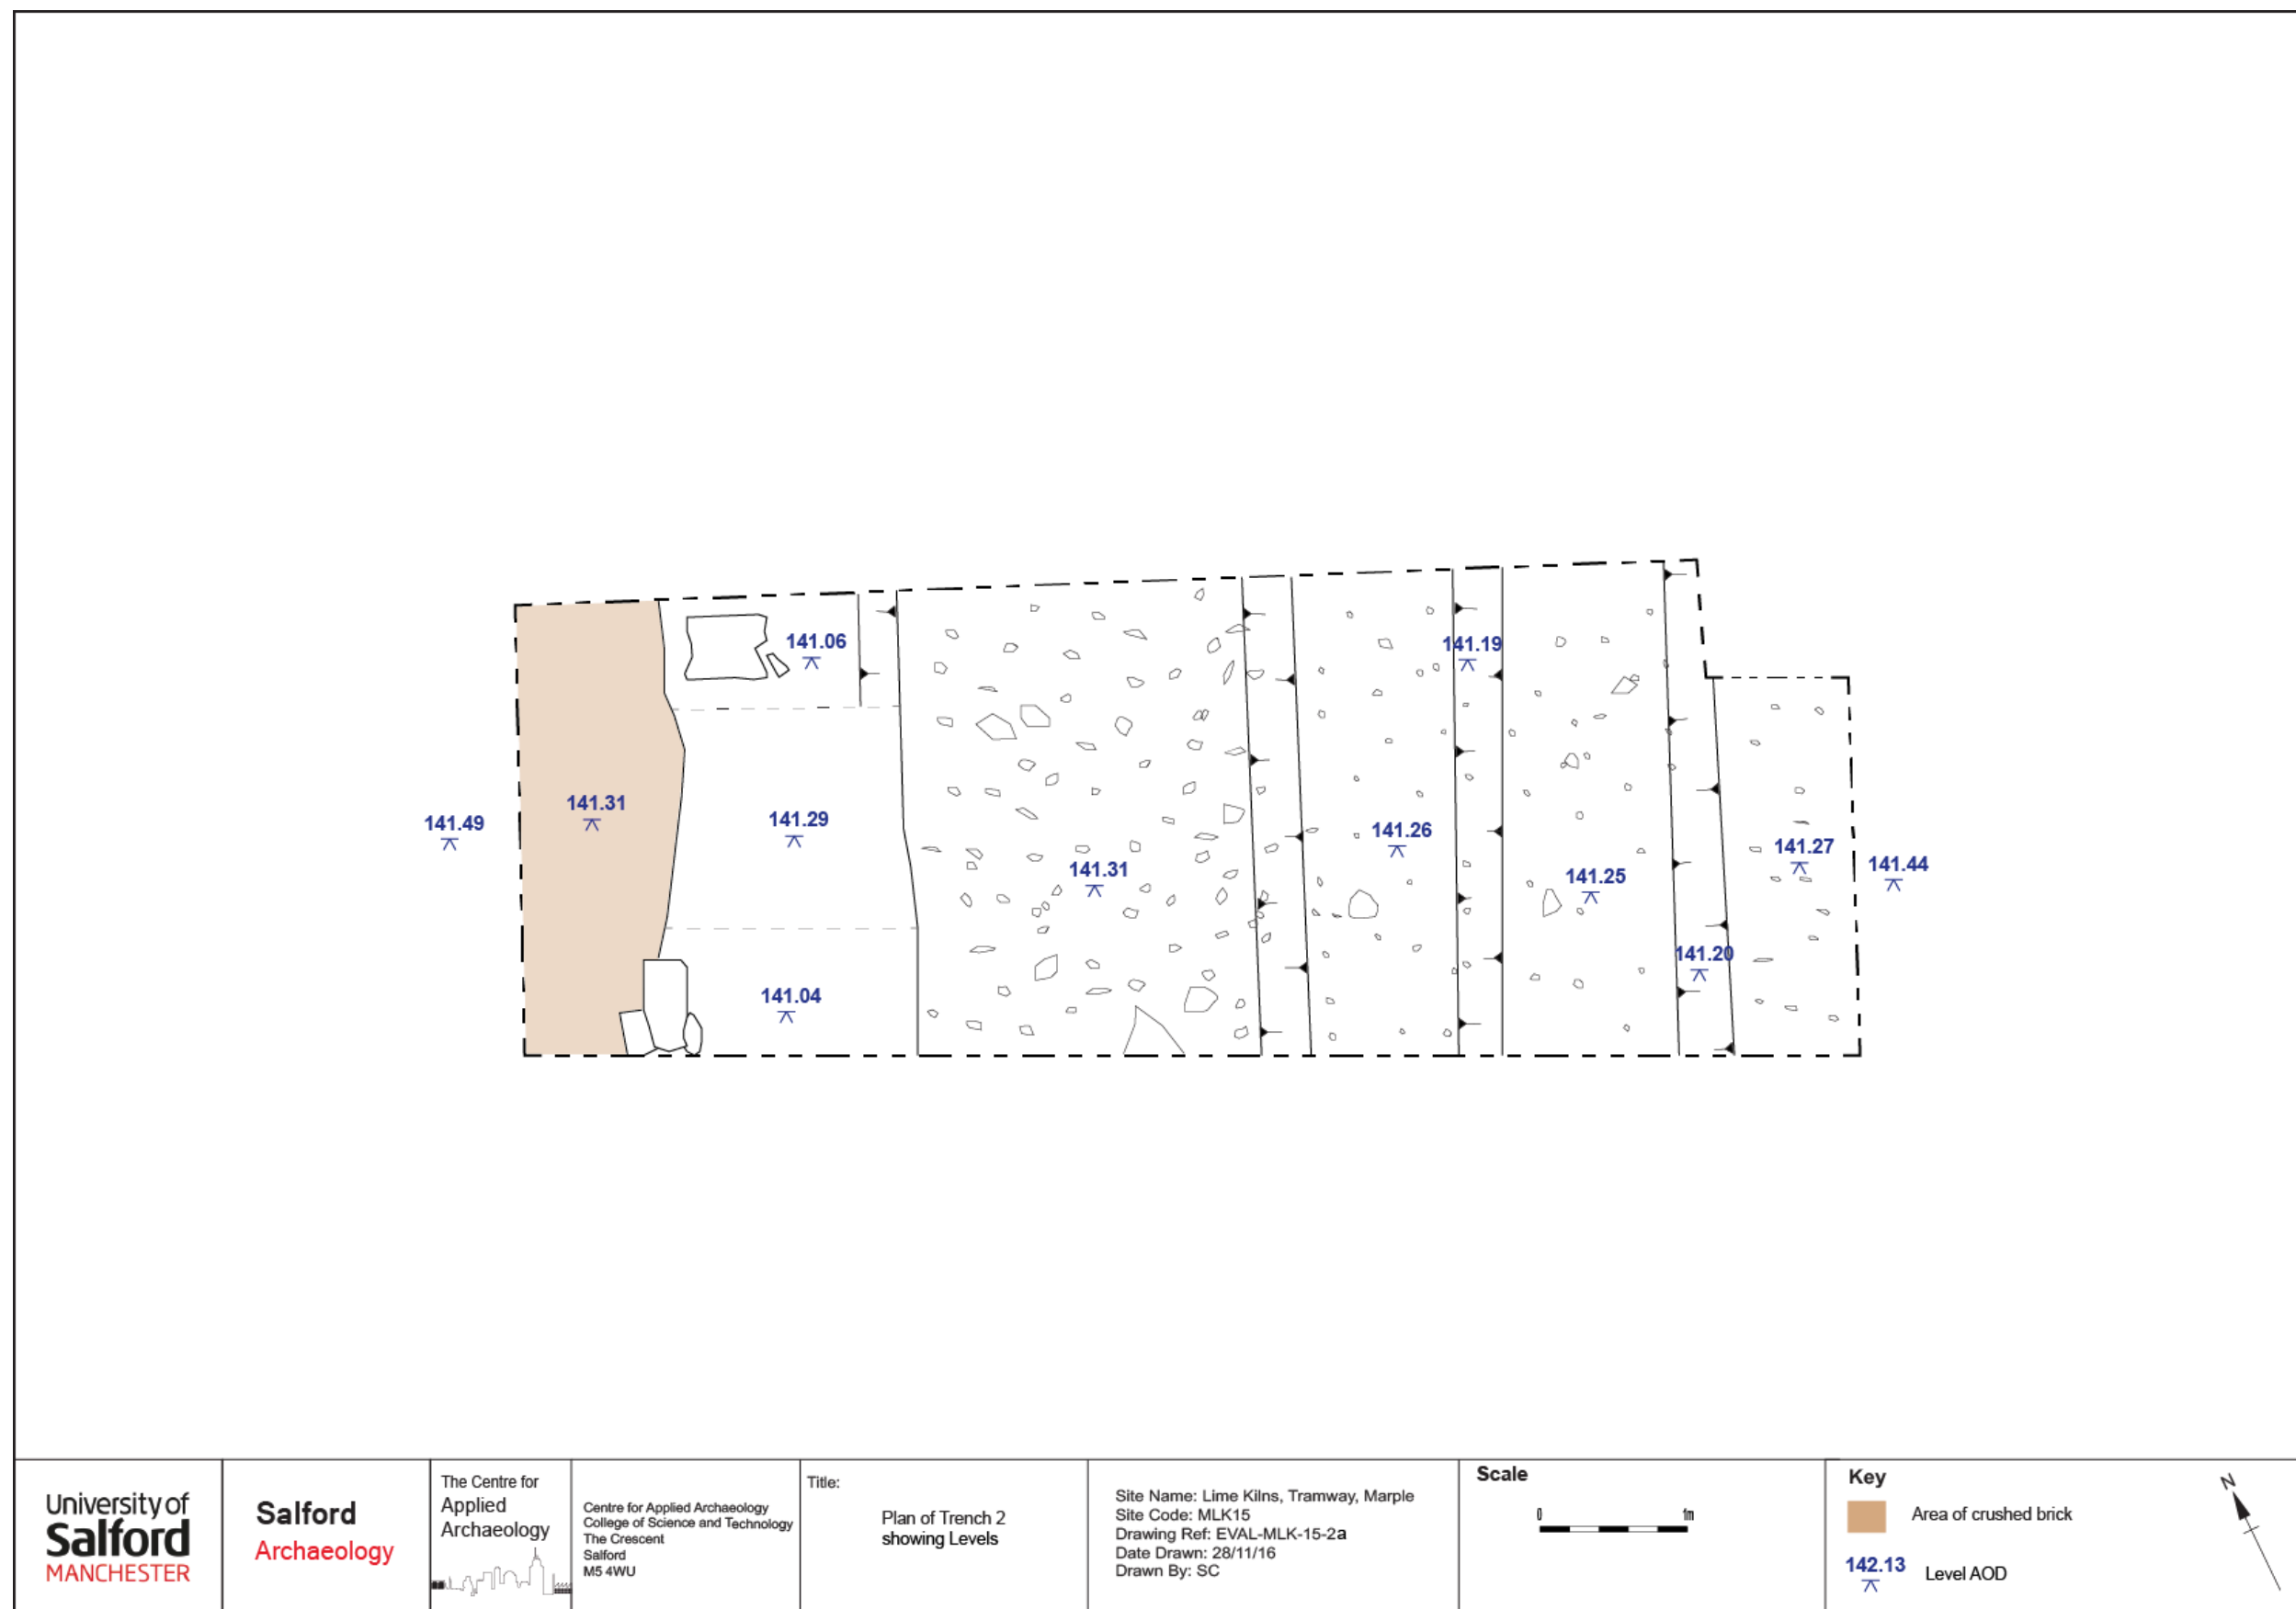 141.06
141.19
141.49
141.31
141.29
141.26
141.31
141.25
141.27
141.44
141.20
141.04
University of
Salford
MANCHESTER
Salford
Archaeology
The Centre for
Applied
Archaeology
Centre for Applied Archaeology
College of Science and Technology
The Crescent
Salford
M5 4WU
Title:
Plan of Trench 2
showing Levels
Site Name: Lime Kilns, Tramway, Marple
Site Code: MLK15
Drawing Ref: EVAL-MLK-15-2a
Date Drawn: 28/11/16
Drawn By: SC
Scale
0 1m
Key
Area of crushed brick
142.13 Level AOD
N